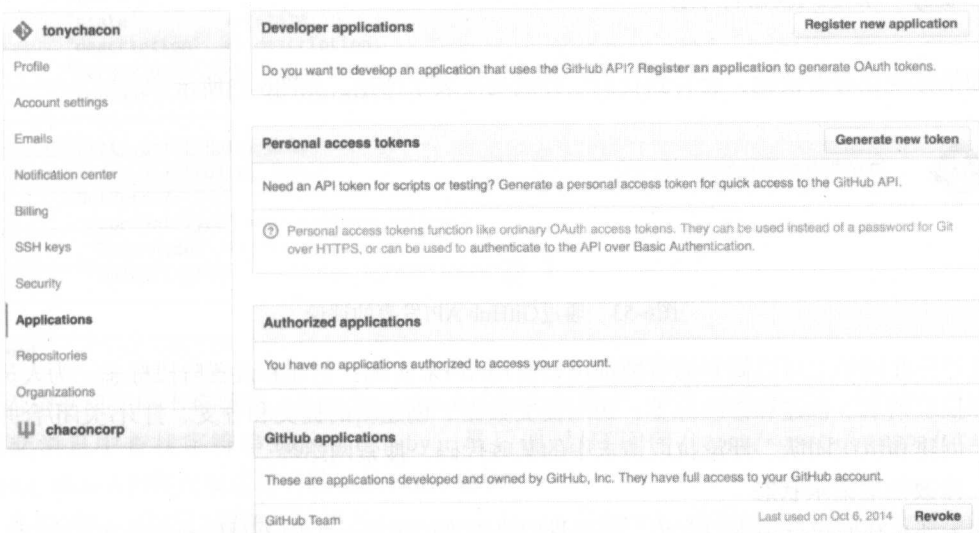 tonychacon
Profile
Account settings
Emails
Notification center
Billing
SSH keys
Security
Applications
Repositories
Organizations
chaconcorp
Developer applications
Register new application
Do you want to develop an application that uses the GitHub API? Register an application to generate OAuth tokens.
Personal access tokens
Generate new token
Need an API token for scripts or testing? Generate a personal access token for quick access to the GitHub API.
Personal access tokens function like ordinary OAuth access tokens. They can be used instead of a password for Git
over HTTPS, or can be used to authenticate to the API over Basic Authentication.
Authorized applications
You have no applications authorized to access your account.
GitHub applications
These are applications developed and owned by GitHub, Inc. They have full access to your GitHub account.
GitHub Team
Last used on Oct 6, 2014
Revoke